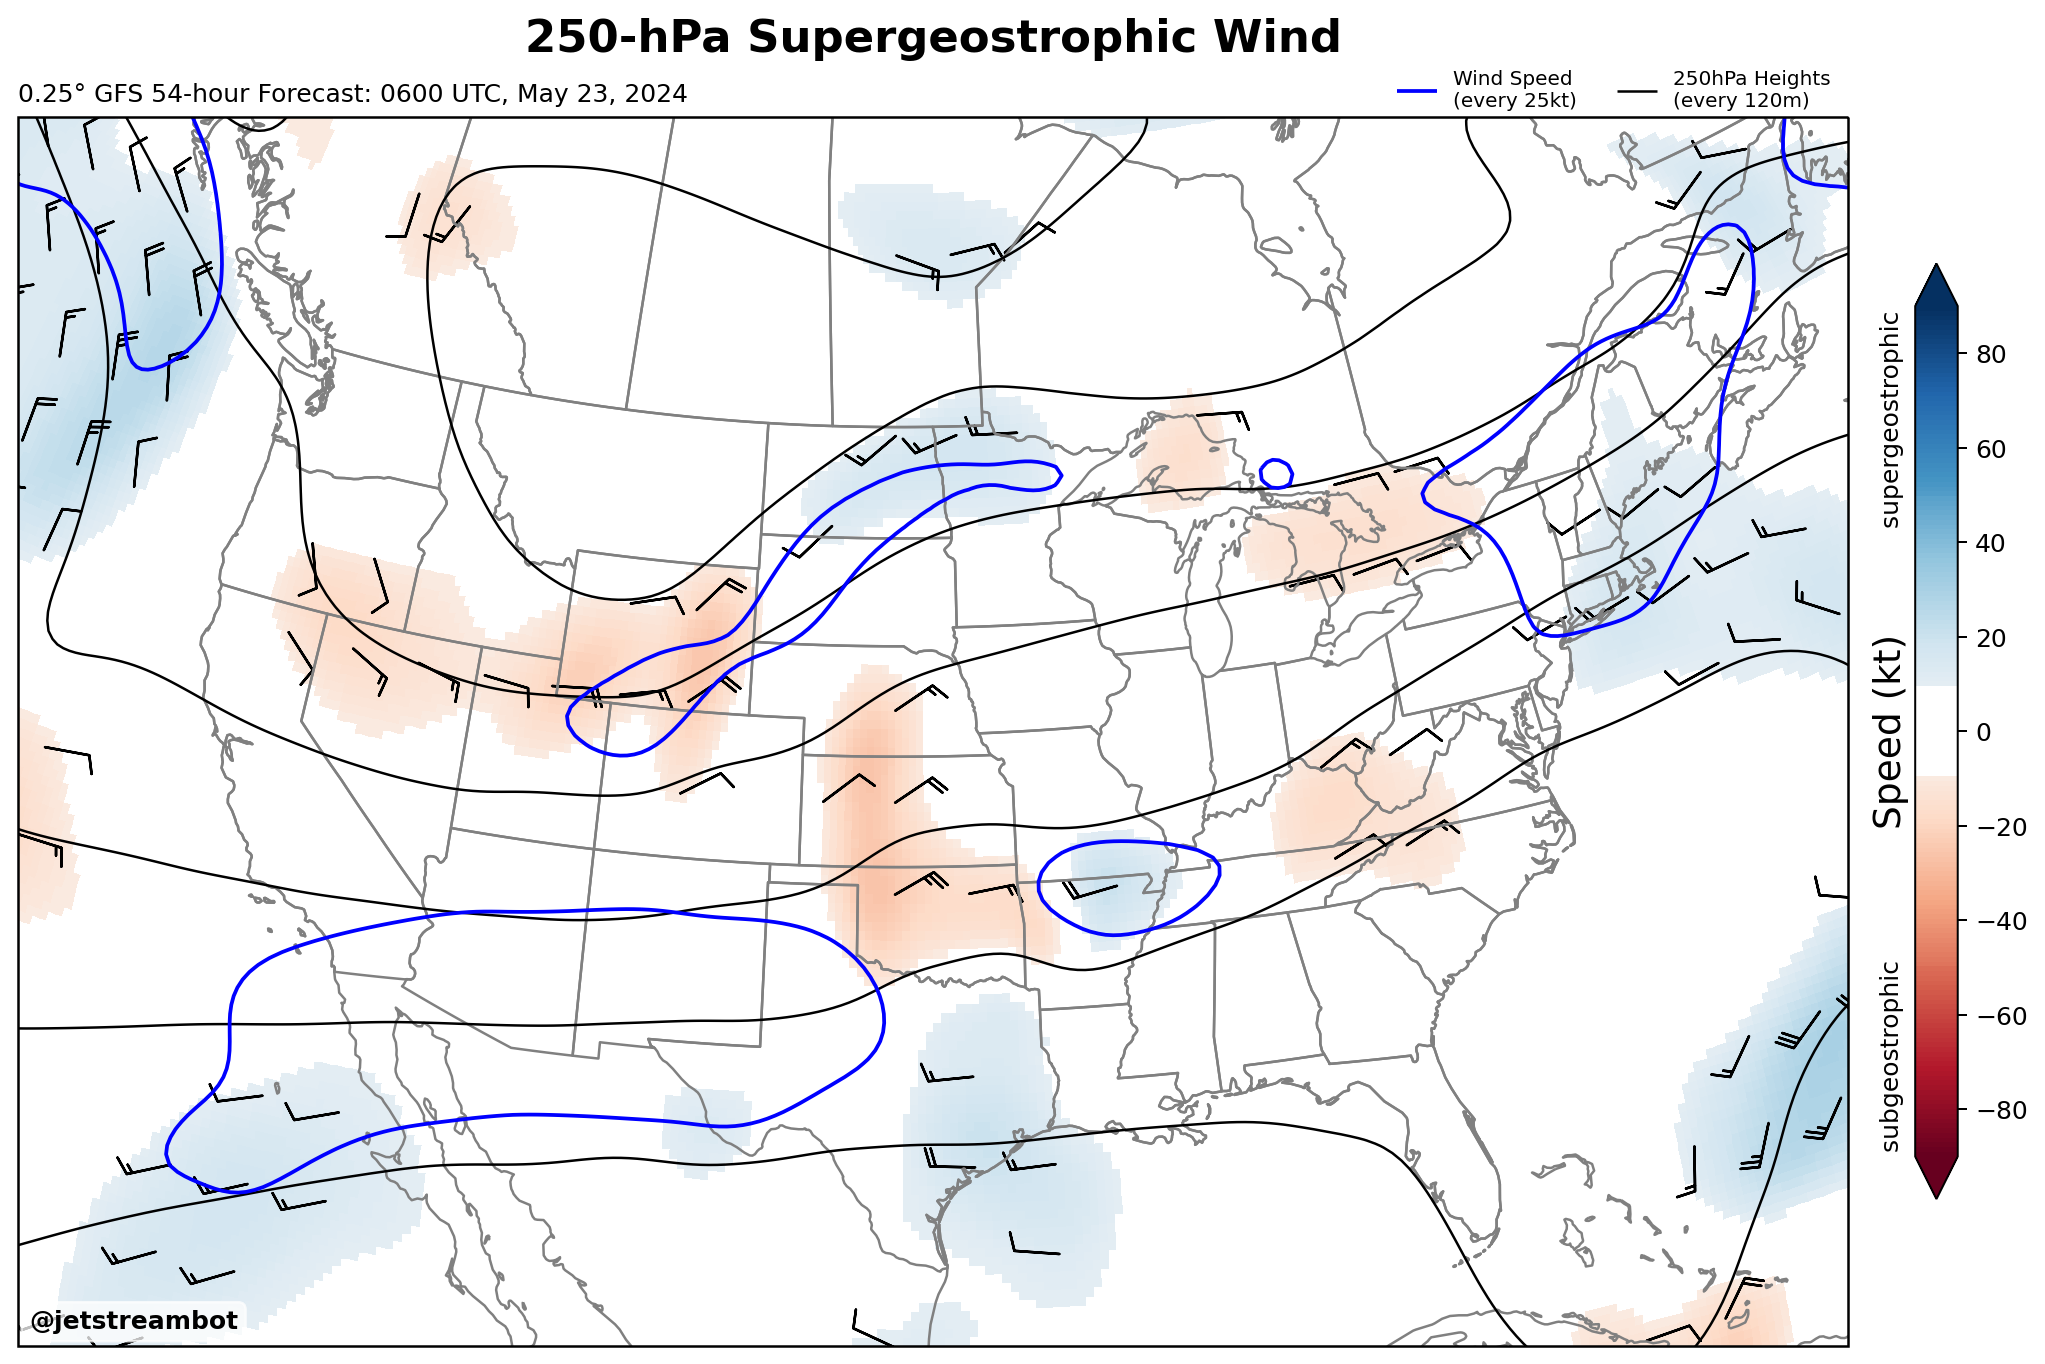 250-hPa Supergeostrophic Wind
0.25° GFS 54-hour Forecast: 0600 UTC, May 23, 2024
Wind Speed
(every 25kt)
250hPa Heights
(every 120m)
supergeostrophic
subgeostrophic
Speed (kt)
80
60
40
20
0
−20
−40
−60
−80
@jetstreambot